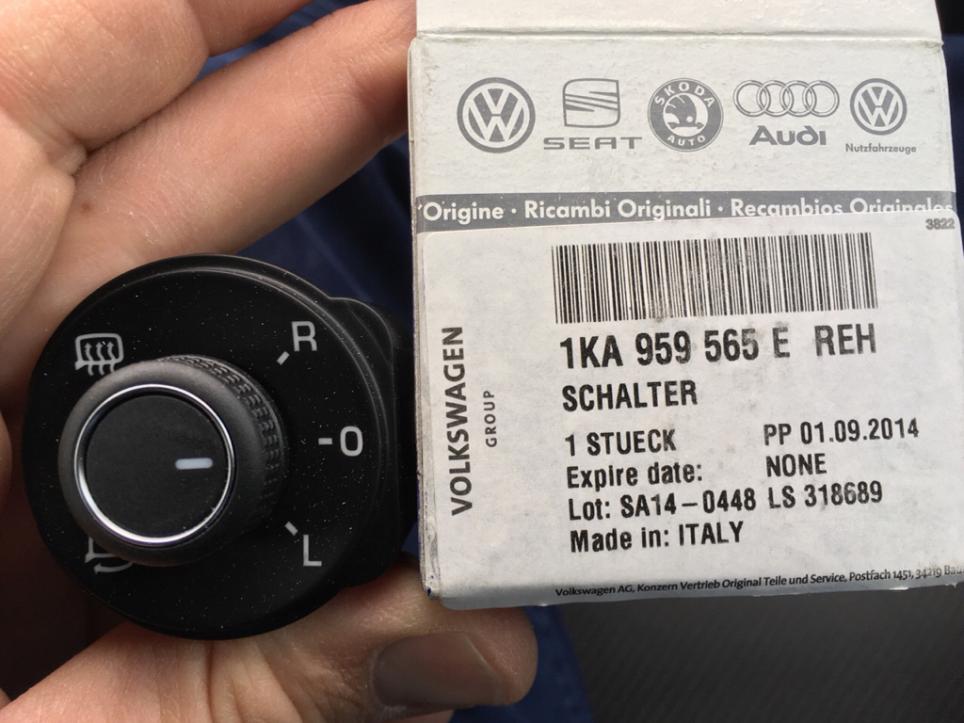 R
O
L
SEAT
SKODA
AUTO
Audi
Nutzfahrzeuge
Origine · Ricambi Originali · Recambios Originales
3822
1KA 959 565 E REH
SCHALTER
1 STUECK PP 01.09.2014
Expire date: NONE
Lot: SA14-0448 LS 318689
Made in: ITALY
VOLKSWAGEN
GROUP
Volkswagen AG, Konzern Vertrieb Original Teile und Service, Postfach 1451, 34219